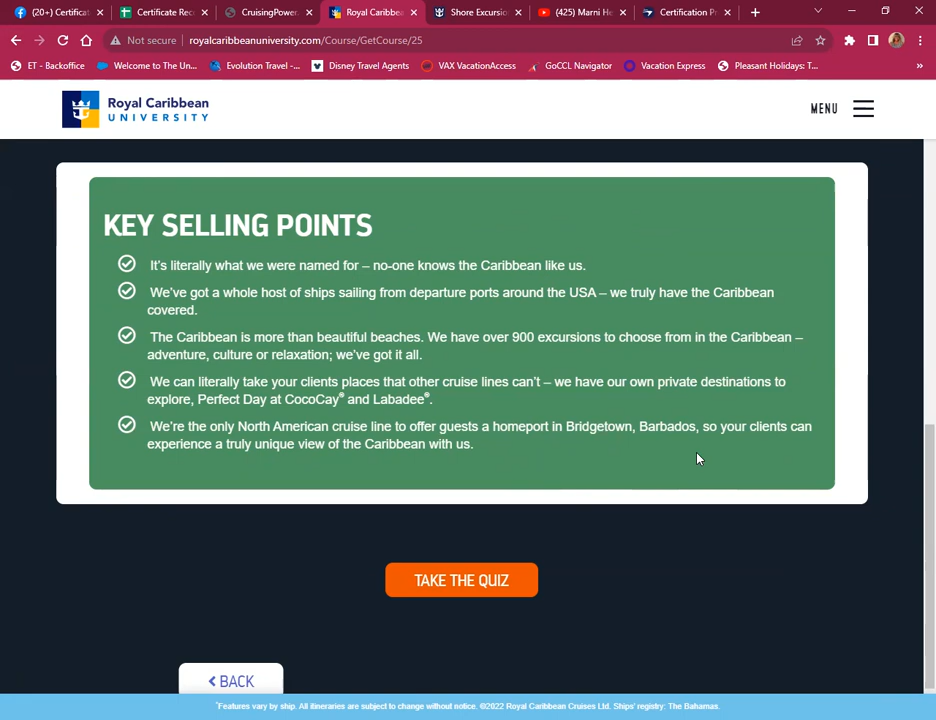 (20+) Certificat
Certificate Rec
CruisingPower.
Royal Caribbea
Shore Excursio
(425) Marni He
Certification Pr
Not secure
royalcaribbeanuniversity.com/Course/GetCourse/25
ET - Backoffice
Welcome to The Un...
Evolution Travel -...
Disney Travel Agents
VAX VacationAccess
GoCCL Navigator
Vacation Express
Pleasant Holidays: T...
»
Royal Caribbean
UNIVERSITY
MENU
KEY SELLING POINTS
It's literally what we were named for – no-one knows the Caribbean like us.
We've got a whole host of ships sailing from departure ports around the USA – we truly have the Caribbean
covered.
The Caribbean is more than beautiful beaches. We have over 900 excursions to choose from in the Caribbean –
adventure, culture or relaxation; we've got it all.
We can literally take your clients places that other cruise lines can't – we have our own private destinations to
explore, Perfect Day at CocoCay® and Labadee®.
We're the only North American cruise line to offer guests a homeport in Bridgetown, Barbados, so your clients can
experience a truly unique view of the Caribbean with us.
TAKE THE QUIZ
BACK
*Features vary by ship. All itineraries are subject to change without notice. ©2022 Royal Caribbean Cruises Ltd. Ships' registry: The Bahamas.